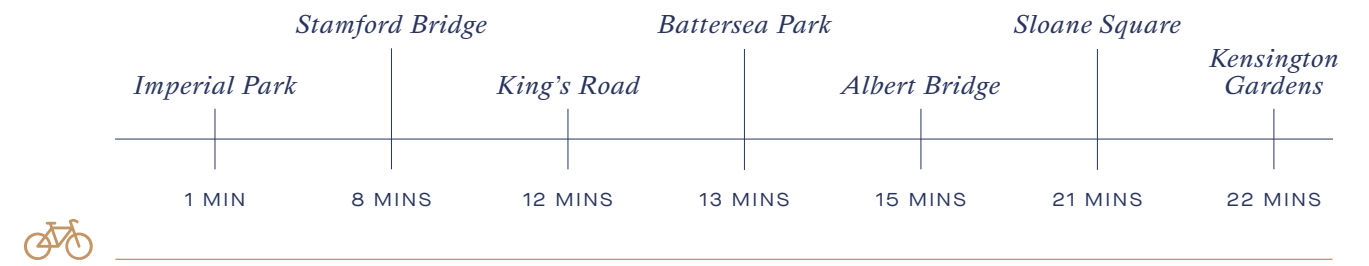 Stamford Bridge
Battersea Park
Sloane Square
Imperial Park
King’s Road
Albert Bridge
Kensington
Gardens
1 MIN
8 MINS
12 MINS
13 MINS
15 MINS
21 MINS
22 MINS